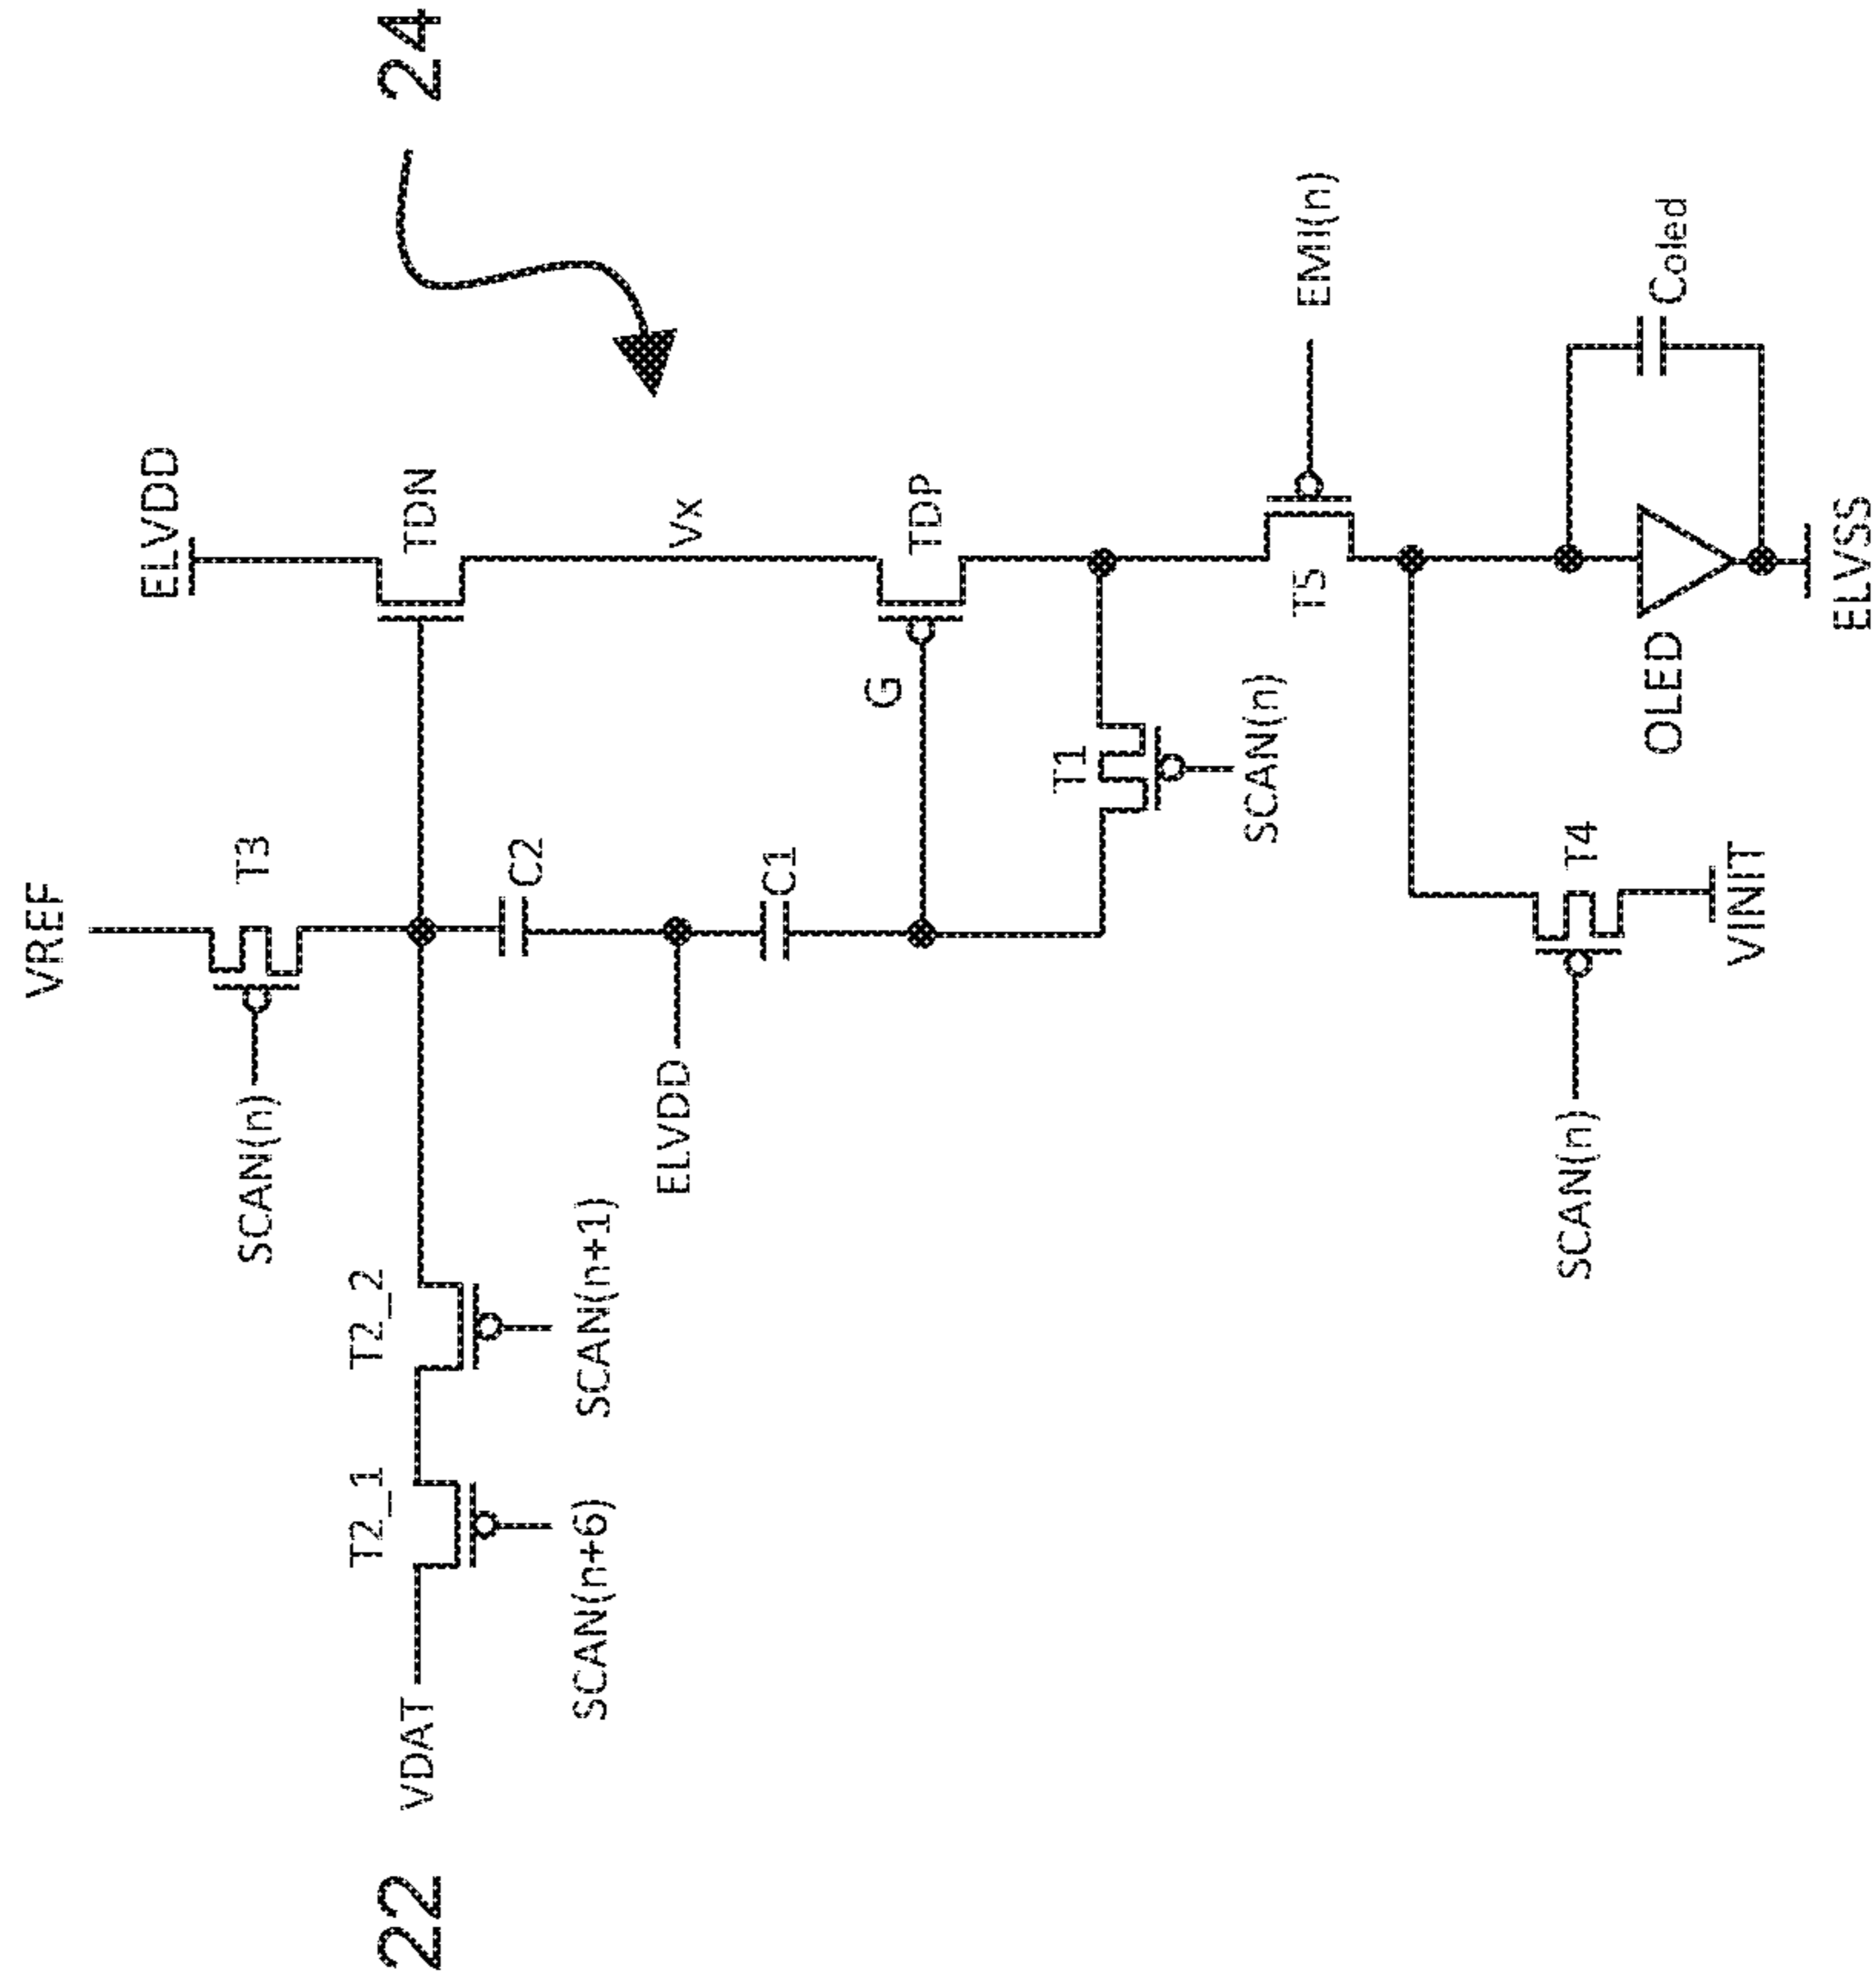 22
24
VREF
T3
SCAN(n)
ELVDD
TDN
T2_1
T2_2
VDAT
C2
Vx
SCAN(n+6)
SCAN(n+1)
ELVDD
C1
G
TDP
T1
SCAN(n)
T5
EMI(n)
SCAN(n)
T4
VINIT
OLED
Coled
ELVSS